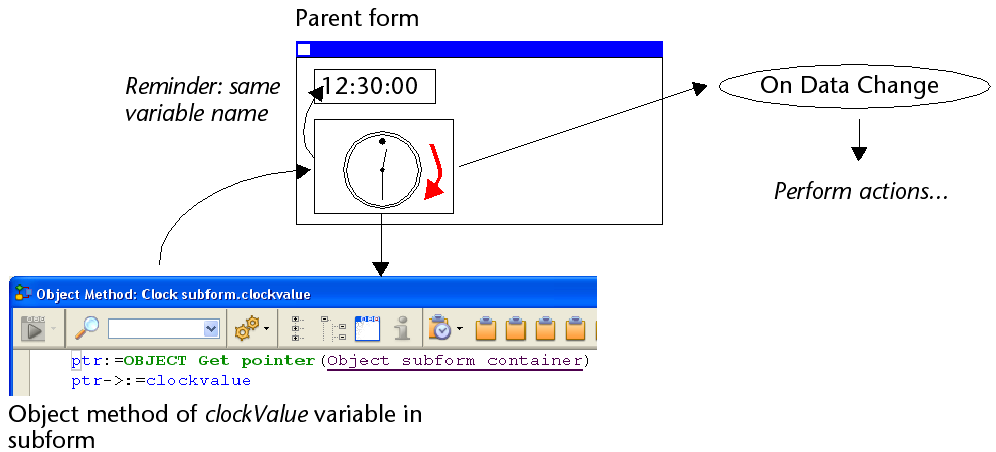 Parent form
Reminder: same
variable name
12:30:00
On Data Change
Perform actions...
Object Method: Clock subform.clockvalue
ptr:=OBJECT Get pointer(Object subform container)
ptr->:=clockvalue
Object method of clockValue variable in
subform